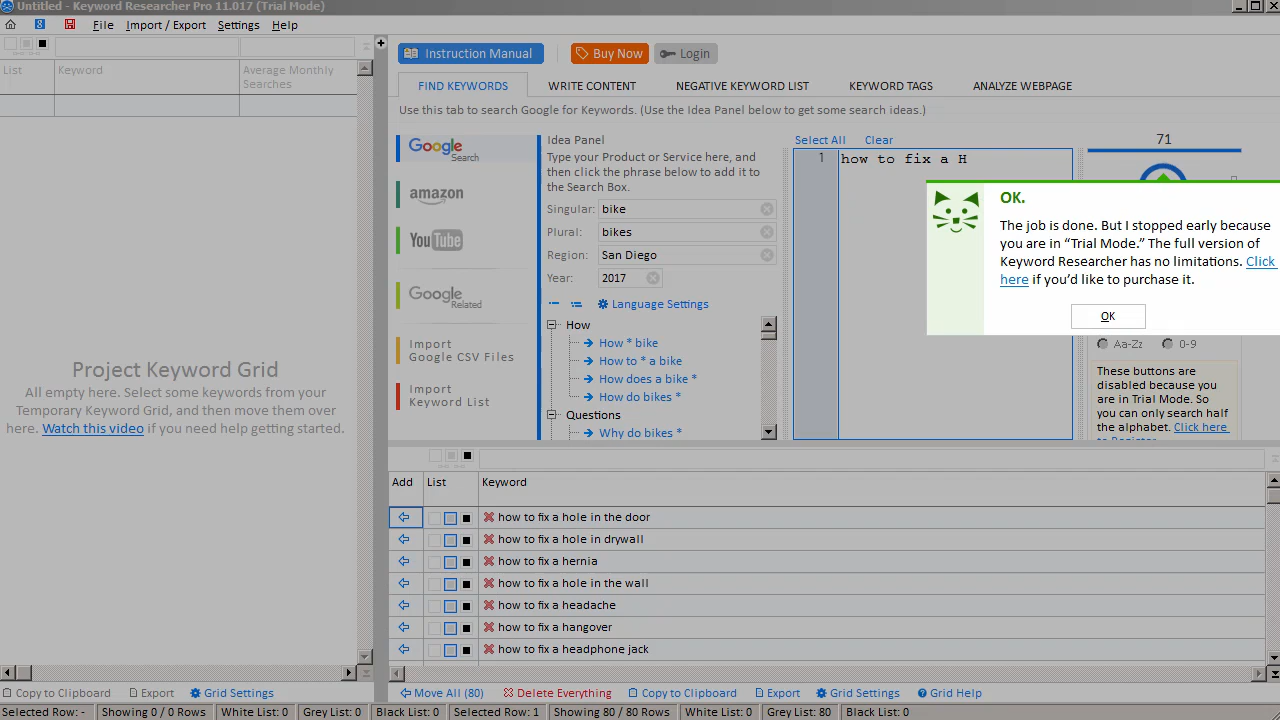 Untitled - Keyword Researcher Pro 11.017 (Trial Mode)
File Import / Export Settings Help
Instruction Manual Buy Now Login
List Keyword Average Monthly
Searches
FIND KEYWORDS WRITE CONTENT NEGATIVE KEYWORD LIST KEYWORD TAGS ANALYZE WEBPAGE
Use this tab to search Google for Keywords. (Use the Idea Panel below to get some search ideas.)
Google
Search
amazon
YouTube
Google
Related
Import
Google CSV Files
Import
Keyword List
Idea Panel
Type your Product or Service here, and
then click the phrase below to add it to
the Search Box.
Singular: bike
Plural: bikes
Region: San Diego
Year: 2017
Language Settings
How
How * bike
How to * a bike
How does a bike *
How do bikes *
Questions
Why do bikes *
Select All Clear
1 how to fix a H
71
OK.
The job is done. But I stopped early because
you are in “Trial Mode.” The full version of
Keyword Researcher has no limitations. Click
here if you’d like to purchase it.
OK
Aa-Zz 0-9
These buttons are
disabled because you
are in Trial Mode. So
you can only search half
the alphabet. Click here
to Register
Project Keyword Grid
All empty here. Select some keywords from your
Temporary Keyword Grid, and then move them over
here. Watch this video if you need help getting started.
Add List Keyword
how to fix a hole in the door
how to fix a hole in drywall
how to fix a hernia
how to fix a hole in the wall
how to fix a headache
how to fix a hangover
how to fix a headphone jack
Copy to Clipboard Export Grid Settings
Move All (80) Delete Everything Copy to Clipboard Export Grid Settings Grid Help
Selected Row: - Showing 0 / 0 Rows White List: 0 Grey List: 0 Black List: 0 Selected Row: 1 Showing 80 / 80 Rows White List: 0 Grey List: 80 Black List: 0